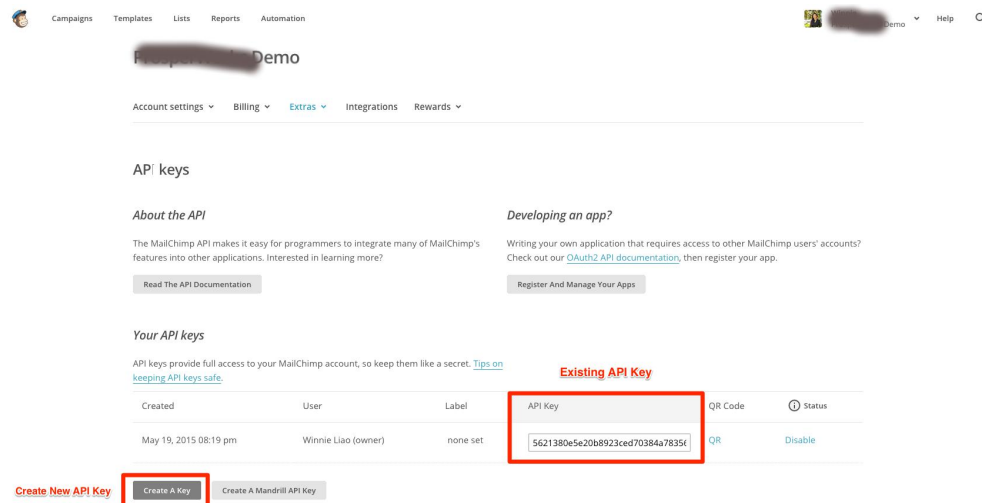 Campaigns Templates Lists Reports Automation Demo Help
Demo
Account settings Billing Extras Integrations Rewards
API keys
About the API
The MailChimp API makes it easy for programmers to integrate many of MailChimp's
features into other applications. Interested in learning more?
Read The API Documentation
Developing an app?
Writing your own application that requires access to other MailChimp users' accounts?
Check out our OAuth2 API documentation, then register your app.
Register And Manage Your Apps
Your API keys
API keys provide full access to your MailChimp account, so keep them like a secret. Tips on
keeping API keys safe.
Existing API Key
Created User Label API Key QR Code Status
May 19, 2015 08:19 pm Winnie Liao (owner) none set 5621380e5e20b8923ced70384a7835 QR Disable
Create New API Key Create A Key Create A Mandrill API Key